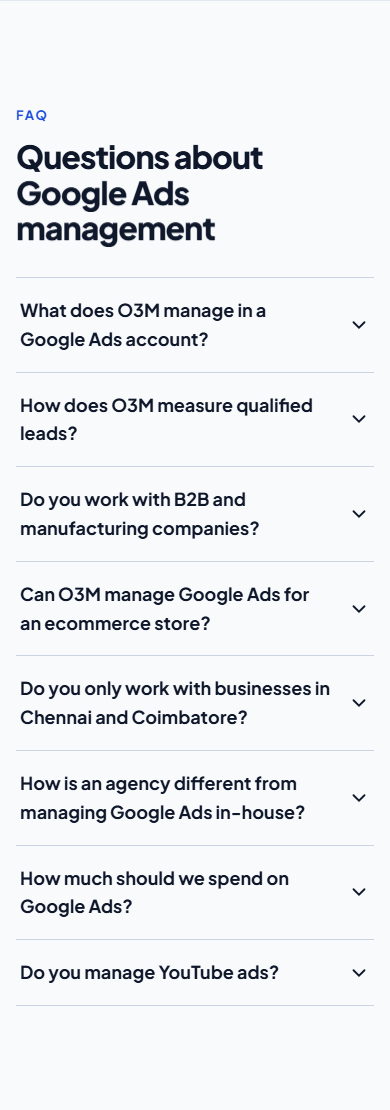 FAQ
Questions about
Google Ads
management
What does O3M manage in a
Google Ads account?
How does O3M measure qualified
leads?
Do you work with B2B and
manufacturing companies?
Can O3M manage Google Ads for
an ecommerce store?
Do you only work with businesses in
Chennai and Coimbatore?
How is an agency different from
managing Google Ads in-house?
How much should we spend on
Google Ads?
Do you manage YouTube ads?